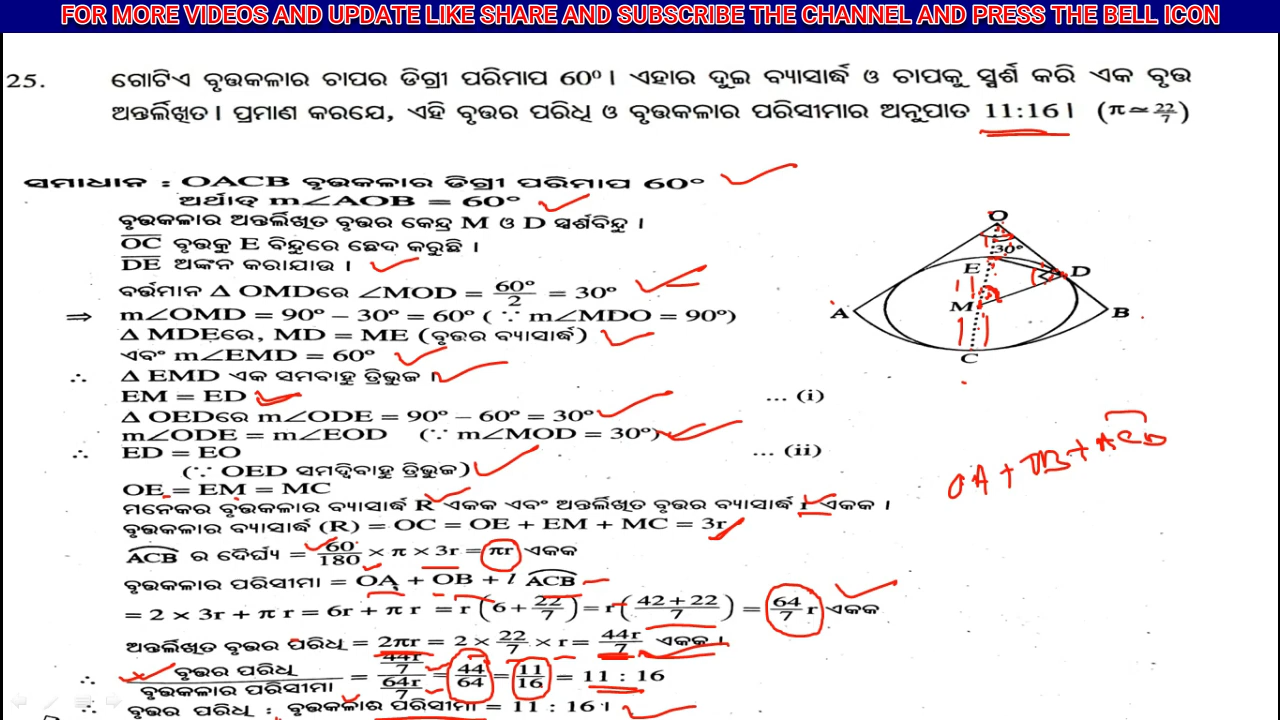 FOR MORE VIDEOS AND UPDATE LIKE SHARE AND SUBSCRIBE THE CHANNEL AND PRESS THE BELL ICON
25. ଗୋଟିଏ ବୃତ୍ତକଳାର ଚାପର ଡିଗ୍ରୀ ପରିମାପ 60⁰ । ଏହାର ଦୁଇ ବ୍ୟାସାର୍ଦ୍ଧ ଓ ଚାପକୁ ସ୍ପର୍ଶ କରି ଏକ ବୃତ୍ତ
ଅନ୍ତର୍ଲିଖିତ । ପ୍ରମାଣ କରଯେ, ଏହି ବୃତ୍ତର ପରିଧି ଓ ବୃତ୍ତକଳାର ପରିସୀମାର ଅନୁପାତ 11:16 । (π ≃ 22/7)
ସମାଧାନ : OACB ବୃତ୍ତକଳାର ଡିଗ୍ରୀ ପରିମାପ 60°
ଅର୍ଥାତ୍ m∠AOB = 60°
ବୃତ୍ତକଳାର ଅନ୍ତର୍ଲିଖିତ ବୃତ୍ତର କେନ୍ଦ୍ର M ଓ D ସ୍ପର୍ଶବିନ୍ଦୁ ।
OC ବୃତ୍ତକୁ E ବିନ୍ଦୁରେ ଛେଦ କରୁଛି ।
DE ଅଙ୍କନ କରାଯାଉ ।
ବର୍ତ୍ତମାନ Δ OMDରେ ∠MOD = 60°/2 = 30°
⇒ m∠OMD = 90° – 30° = 60° (∵ m∠MDO = 90°)
Δ MDEରେ, MD = ME (ବୃତ୍ତର ବ୍ୟାସାର୍ଦ୍ଧ)
ଏବଂ m∠EMD = 60°
∴ Δ EMD ଏକ ସମବାହୁ ତ୍ରିଭୁଜ ।
EM = ED ... (i)
Δ OEDରେ m∠ODE = 90° – 60° = 30°
m∠ODE = m∠EOD (∵ m∠MOD = 30°)
∴ ED = EO ... (ii)
(∵ OED ସମଦ୍ବିବାହୁ ତ୍ରିଭୁଜ)
OE = EM = MC
ମନେକର ବୃତ୍ତକଳାର ବ୍ୟାସାର୍ଦ୍ଧ R ଏକକ ଏବଂ ଅନ୍ତର୍ଲିଖିତ ବୃତ୍ତର ବ୍ୟାସାର୍ଦ୍ଧ r ଏକକ ।
ବୃତ୍ତକଳାର ବ୍ୟାସାର୍ଦ୍ଧ (R) = OC = OE + EM + MC = 3r
ACB ର ଦୈର୍ଘ୍ୟ = 60/180 × π × 3r = πr ଏକକ
ବୃତ୍ତକଳାର ପରିସୀମା = OA + OB + l ACB
= 2 × 3r + π r = 6r + π r = r (6 + 22/7) = r (42 + 22/7) = 64/7 r ଏକକ
ଅନ୍ତର୍ଲିଖିତ ବୃତ୍ତର ପରିଧି = 2πr = 2 × 22/7 × r = 44r/7 ଏକକ ।
∴ ବୃତ୍ତର ପରିଧି / ବୃତ୍ତକଳାର ପରିସୀମା = 44r/7 / 64r/7 = 44/64 = 11/16 = 11 : 16
∴ ବୃତ୍ତର ପରିଧି : ବୃତ୍ତକଳାର ପରିସୀମା = 11 : 16 ।
O
30°
E
D
M
A
B
C
OA + OB + ACB